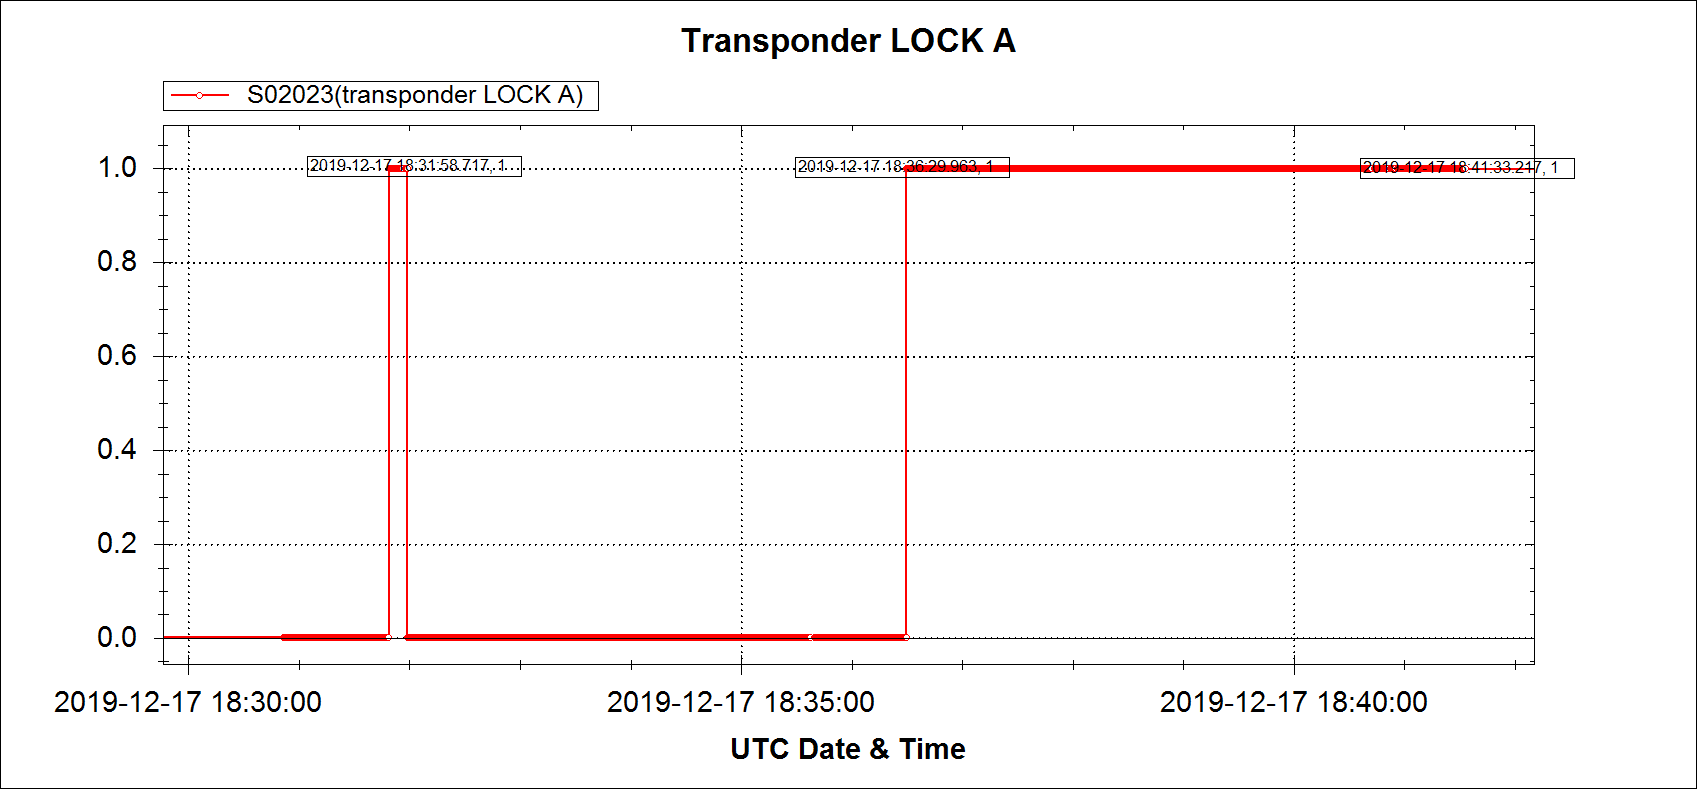 Transponder LOCK A
S02023(transponder LOCK A)
1.0
2019-12-17 18:31:58.717, 1
2019-12-17 18:36:29.963, 1
2019-12-17 18:41:33.217, 1
0.8
0.6
0.4
0.2
0.0
2019-12-17 18:30:00
2019-12-17 18:35:00
2019-12-17 18:40:00
UTC Date & Time